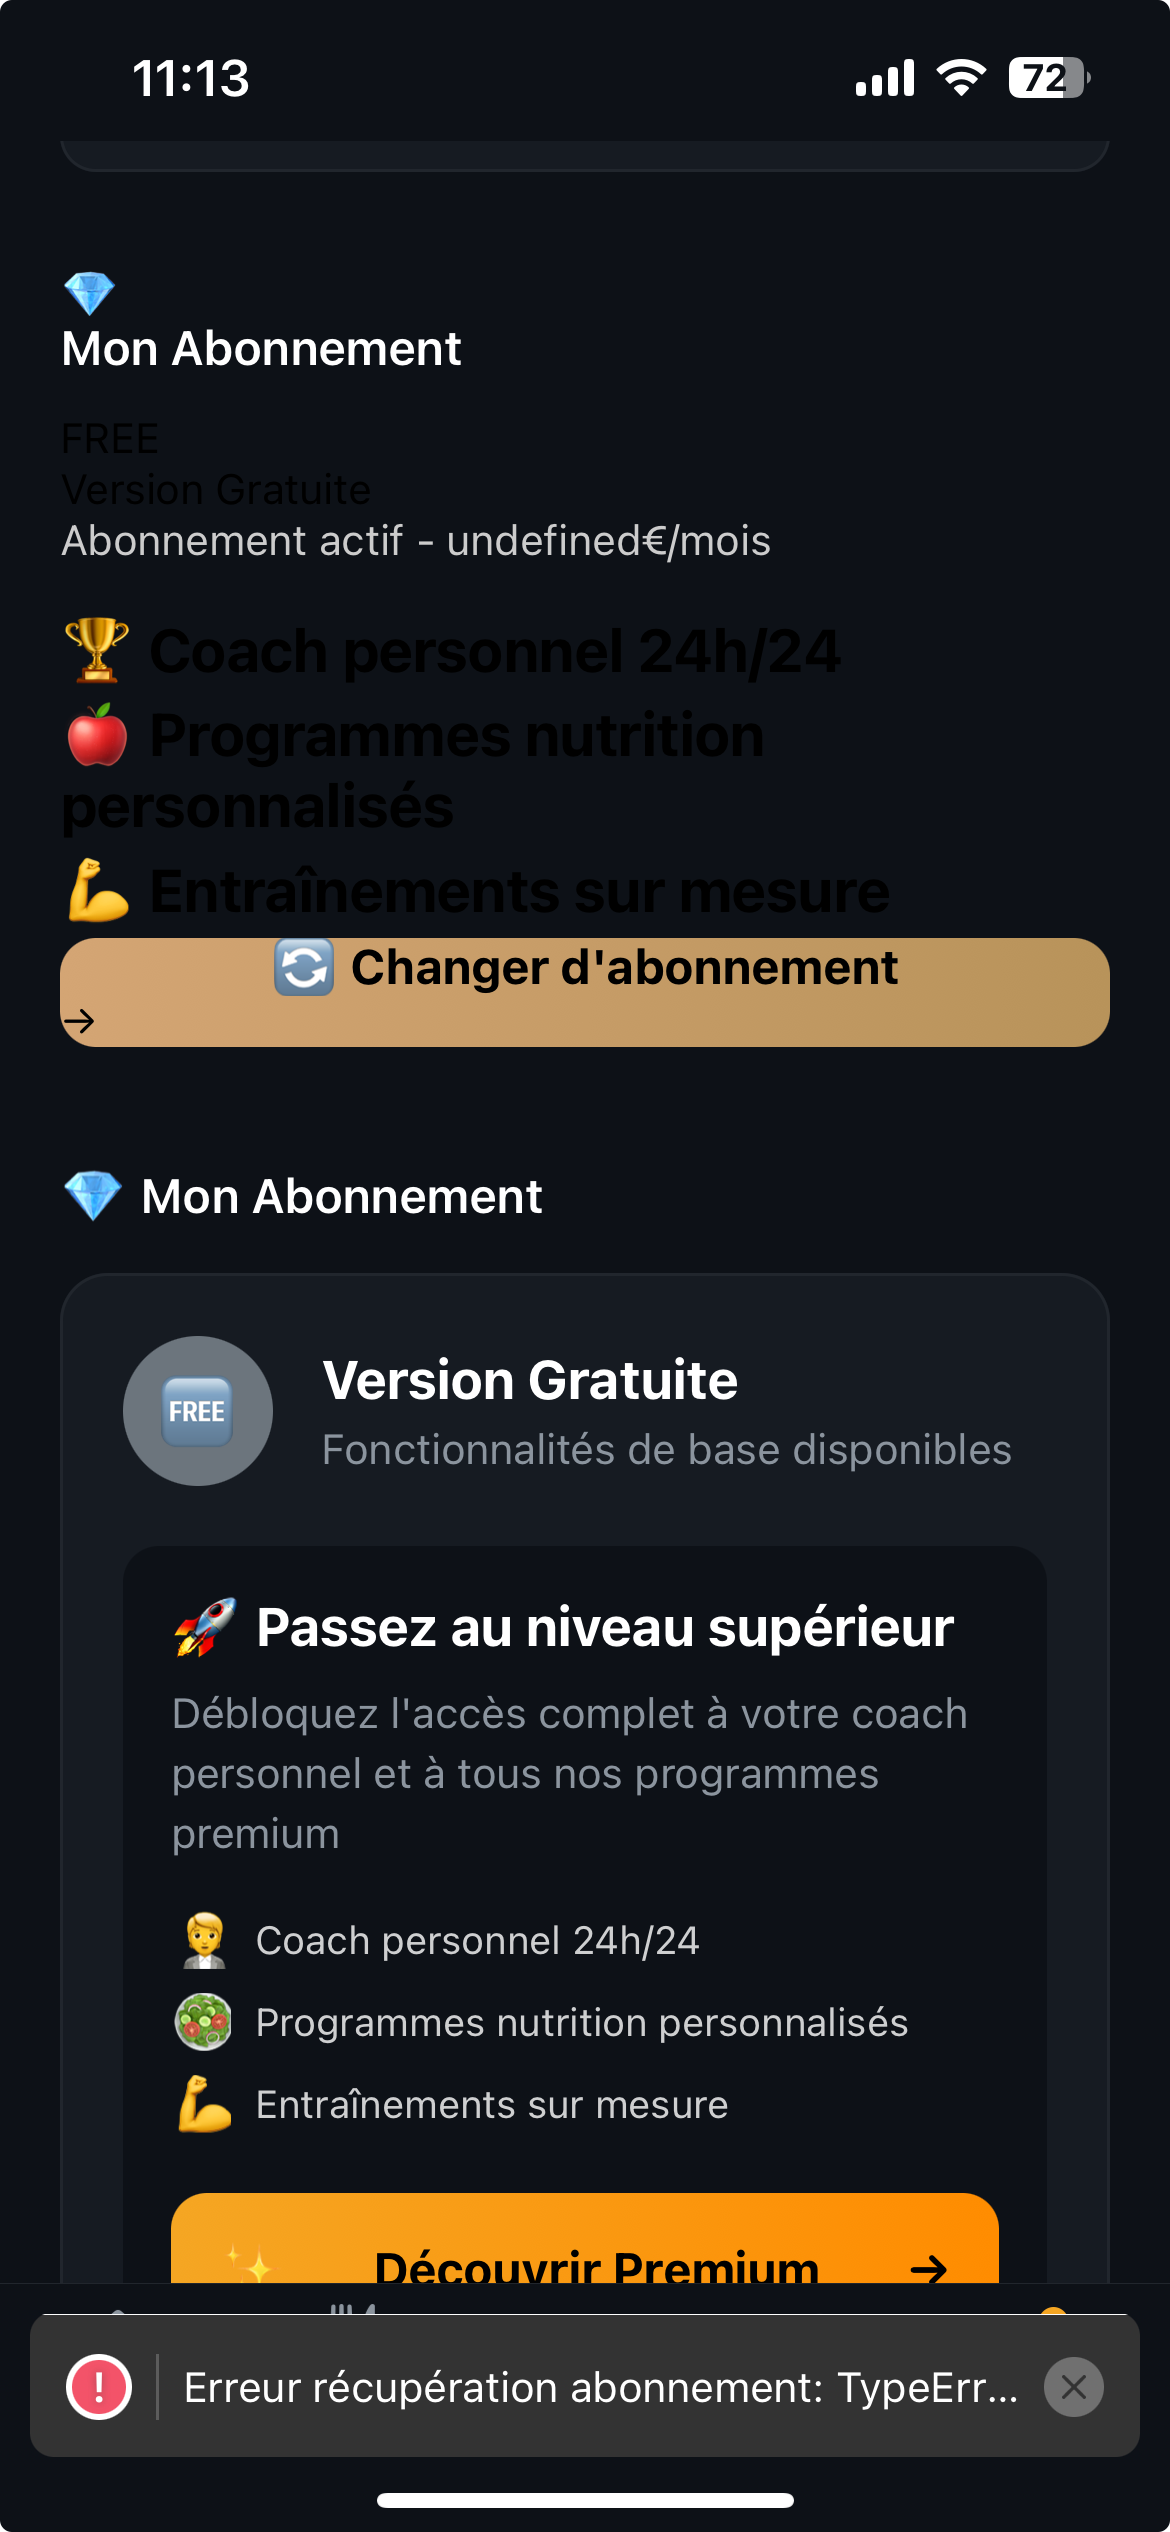 11:13
72
💎
Mon Abonnement
FREE
Version Gratuite
Abonnement actif - undefined€/mois
🏆 Coach personnel 24h/24
🍎 Programmes nutrition
personnalisés
💪 Entraînements sur mesure
🔄 Changer d'abonnement
→
💎 Mon Abonnement
FREE
Version Gratuite
Fonctionnalités de base disponibles
🚀 Passez au niveau supérieur
Débloquez l'accès complet à votre coach
personnel et à tous nos programmes
premium
Coach personnel 24h/24
🥗 Programmes nutrition personnalisés
💪 Entraînements sur mesure
✨ Découvrir Premium →
! Erreur récupération abonnement: TypeErr...